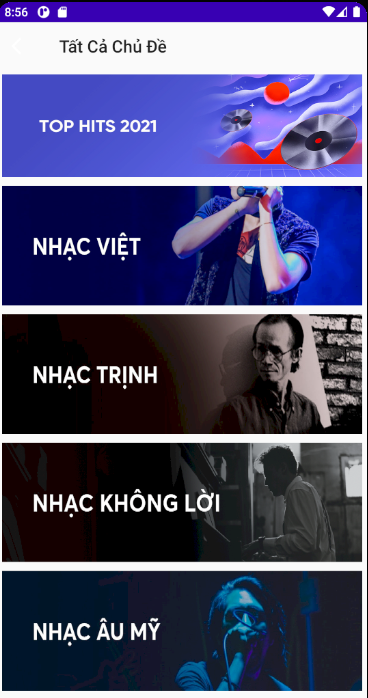 8:56
Tất Cả Chủ Đề
TOP HITS 2021
NHẠC VIỆT
NHẠC TRỊNH
NHẠC KHÔNG LỜI
NHẠC ÂU MỸ